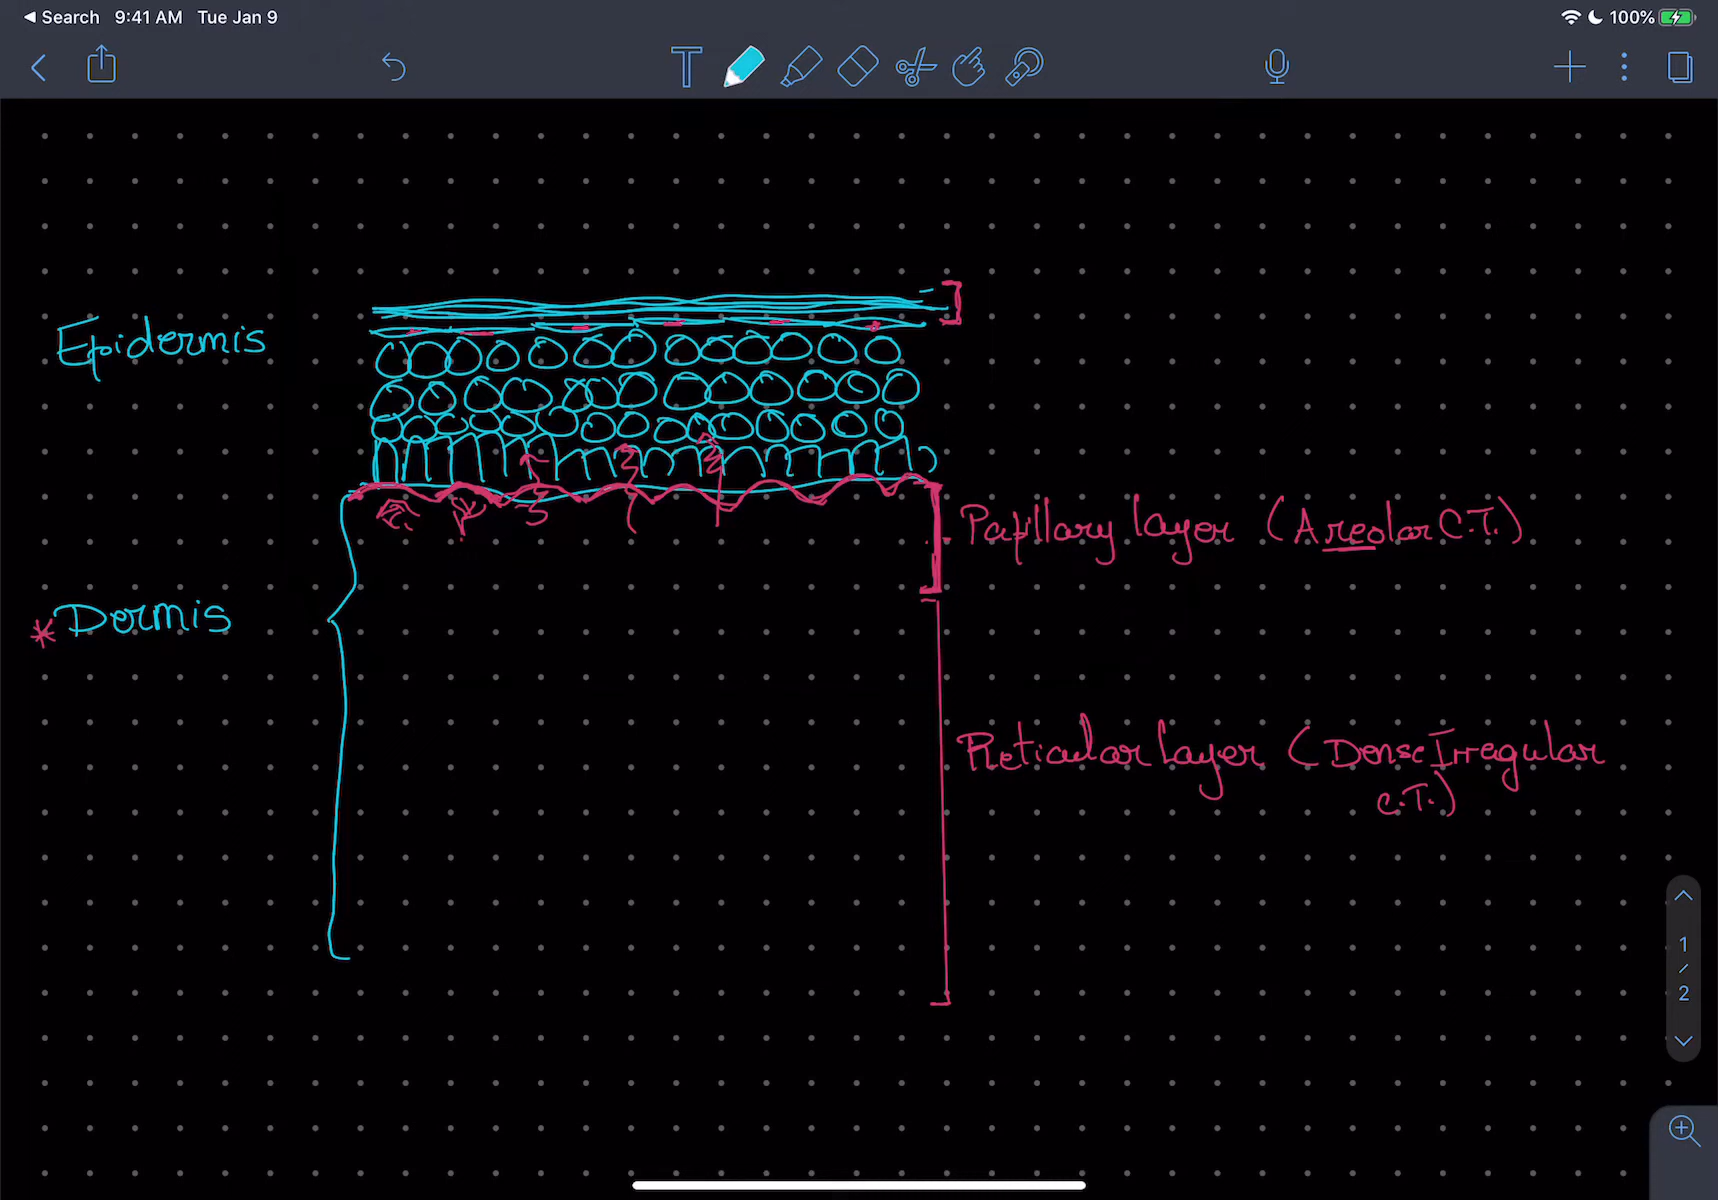 Search 9:41 AM Tue Jan 9 100%
T
Epidermis
Papillary layer (Areolar C.T.)
* Dermis
Reticular layer (Dense Irregular
C.T.)
1
/
2